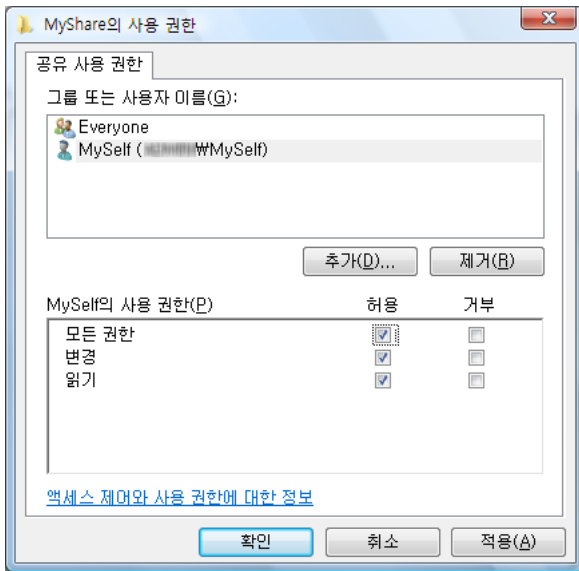 MyShare의 사용 권한
공유 사용 권한
그룹 또는 사용자 이름(G):
Everyone
MySelf (₩MySelf)
추가(D)... 제거(R)
MySelf의 사용 권한(P) 허용 거부
모든 권한
변경
읽기
액세스 제어와 사용 권한에 대한 정보
확인 취소 적용(A)